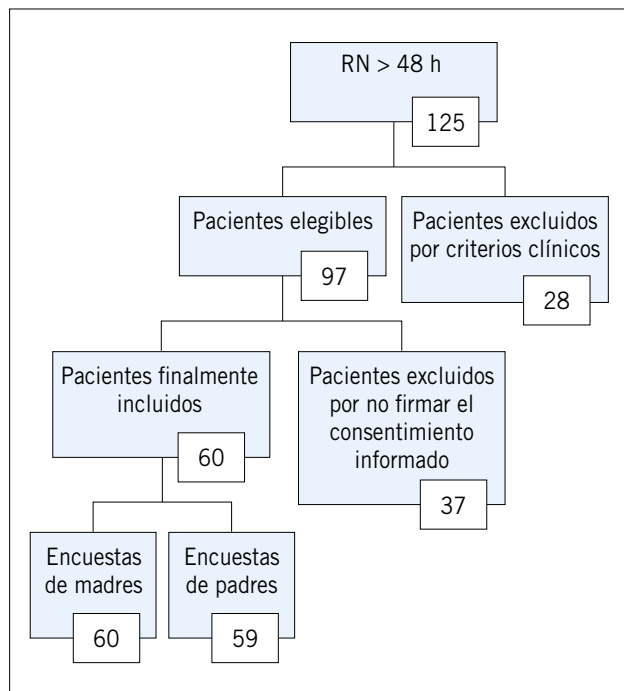 RN > 48 h
125
Pacientes elegibles
97
Pacientes excluidos
por criterios clínicos
28
Pacientes finalmente
incluidos
60
Pacientes excluidos
por no firmar el
consentimiento
informado
37
Encuestas
de madres
60
Encuestas
de padres
59